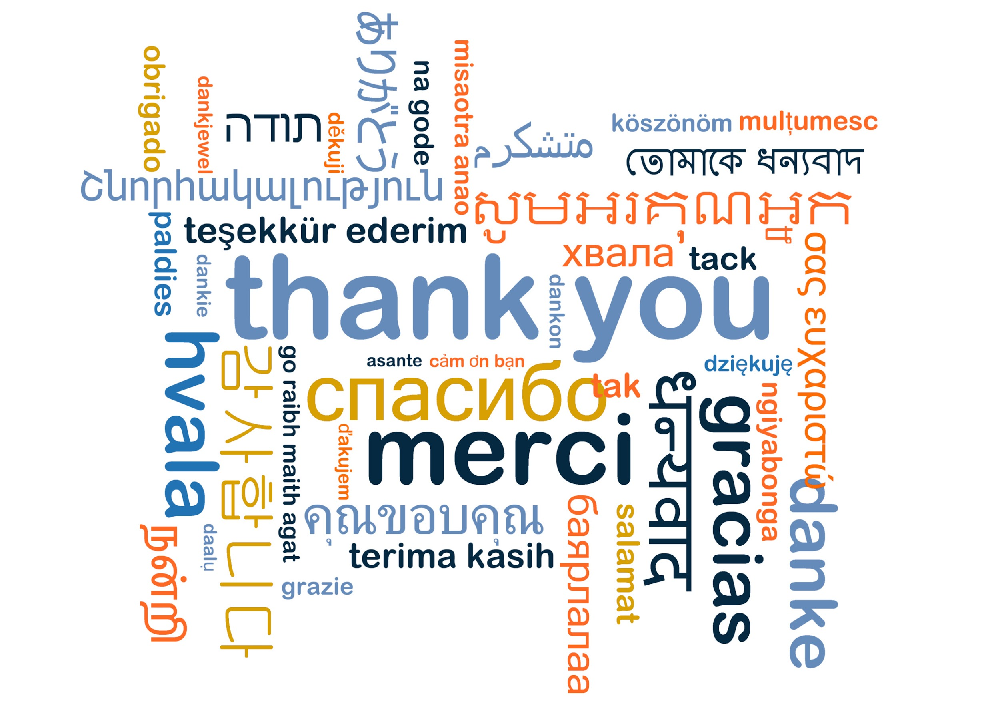 ありがとう
obrigado
misaotra anao
na gode
dankjewel
תודה
děkuji
köszönöm
mulțumesc
متشکرم
তোমাকে ধন্যবাদ
Շնորհակալություն
សូមអរគុណអ្នក
paldies
teşekkür ederim
хвала
tack
σας ευχαριστώ
dankie
thank you
dankon
hvala
감사합니다
go raibh maith agat
asante
cảm ơn bạn
dziękuję
спасибо
tak
धन्यवाद
gracias
ngiyabonga
ďakujem
merci
danke
คุณขอบคุณ
баярлалаа
salamat
நன்றி
daalụ
terima kasih
grazie